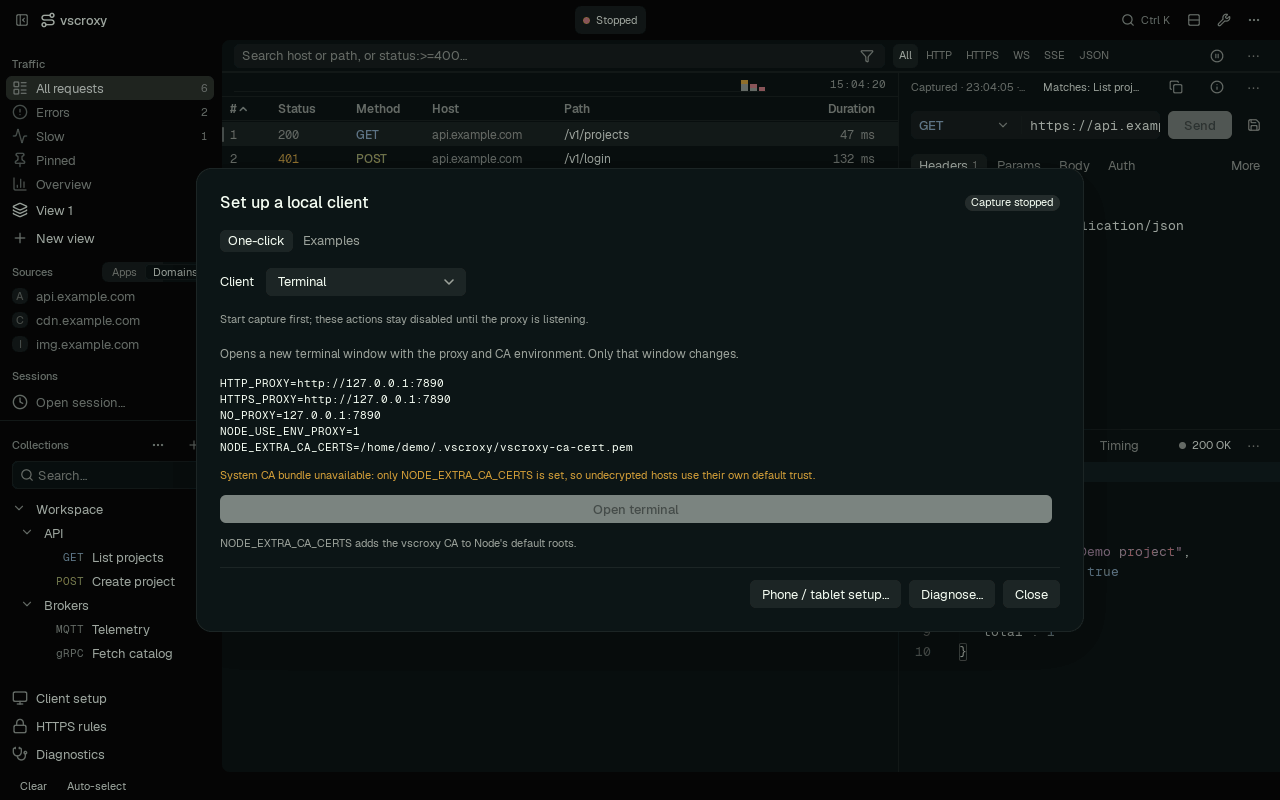 vscroxy
Stopped
Ctrl K
Traffic
All requests 6
Errors 2
Slow 1
Pinned
Overview
View 1
New view
Sources Apps Domains
A api.example.com
C cdn.example.com
I img.example.com
Sessions
Open session…
Collections
Search…
Workspace
API
GET List projects
POST Create project
Brokers
MQTT Telemetry
gRPC Fetch catalog
Client setup
HTTPS rules
Diagnostics
Clear Auto-select
Search host or path, or status:>=400…
All HTTP HTTPS WS SSE JSON
15:04:20
# Status Method Host Path Duration
1 200 GET api.example.com /v1/projects 47 ms
2 401 POST api.example.com /v1/login 132 ms
Captured · 23:04:05 ·… Matches: List proj…
GET https://api.examp Send
Headers 1 Params Body Auth More
lication/json
Set up a local client
Capture stopped
One-click Examples
Client Terminal
Start capture first; these actions stay disabled until the proxy is listening.
Opens a new terminal window with the proxy and CA environment. Only that window changes.
HTTP_PROXY=http://127.0.0.1:7890
HTTPS_PROXY=http://127.0.0.1:7890
NO_PROXY=127.0.0.1:7890
NODE_USE_ENV_PROXY=1
NODE_EXTRA_CA_CERTS=/home/demo/.vscroxy/vscroxy-ca-cert.pem
System CA bundle unavailable: only NODE_EXTRA_CA_CERTS is set, so undecrypted hosts use their own default trust.
Open terminal
NODE_EXTRA_CA_CERTS adds the vscroxy CA to Node's default roots.
Phone / tablet setup… Diagnose… Close
Timing 200 OK
Demo project",
true
9 "total": 1
10 }